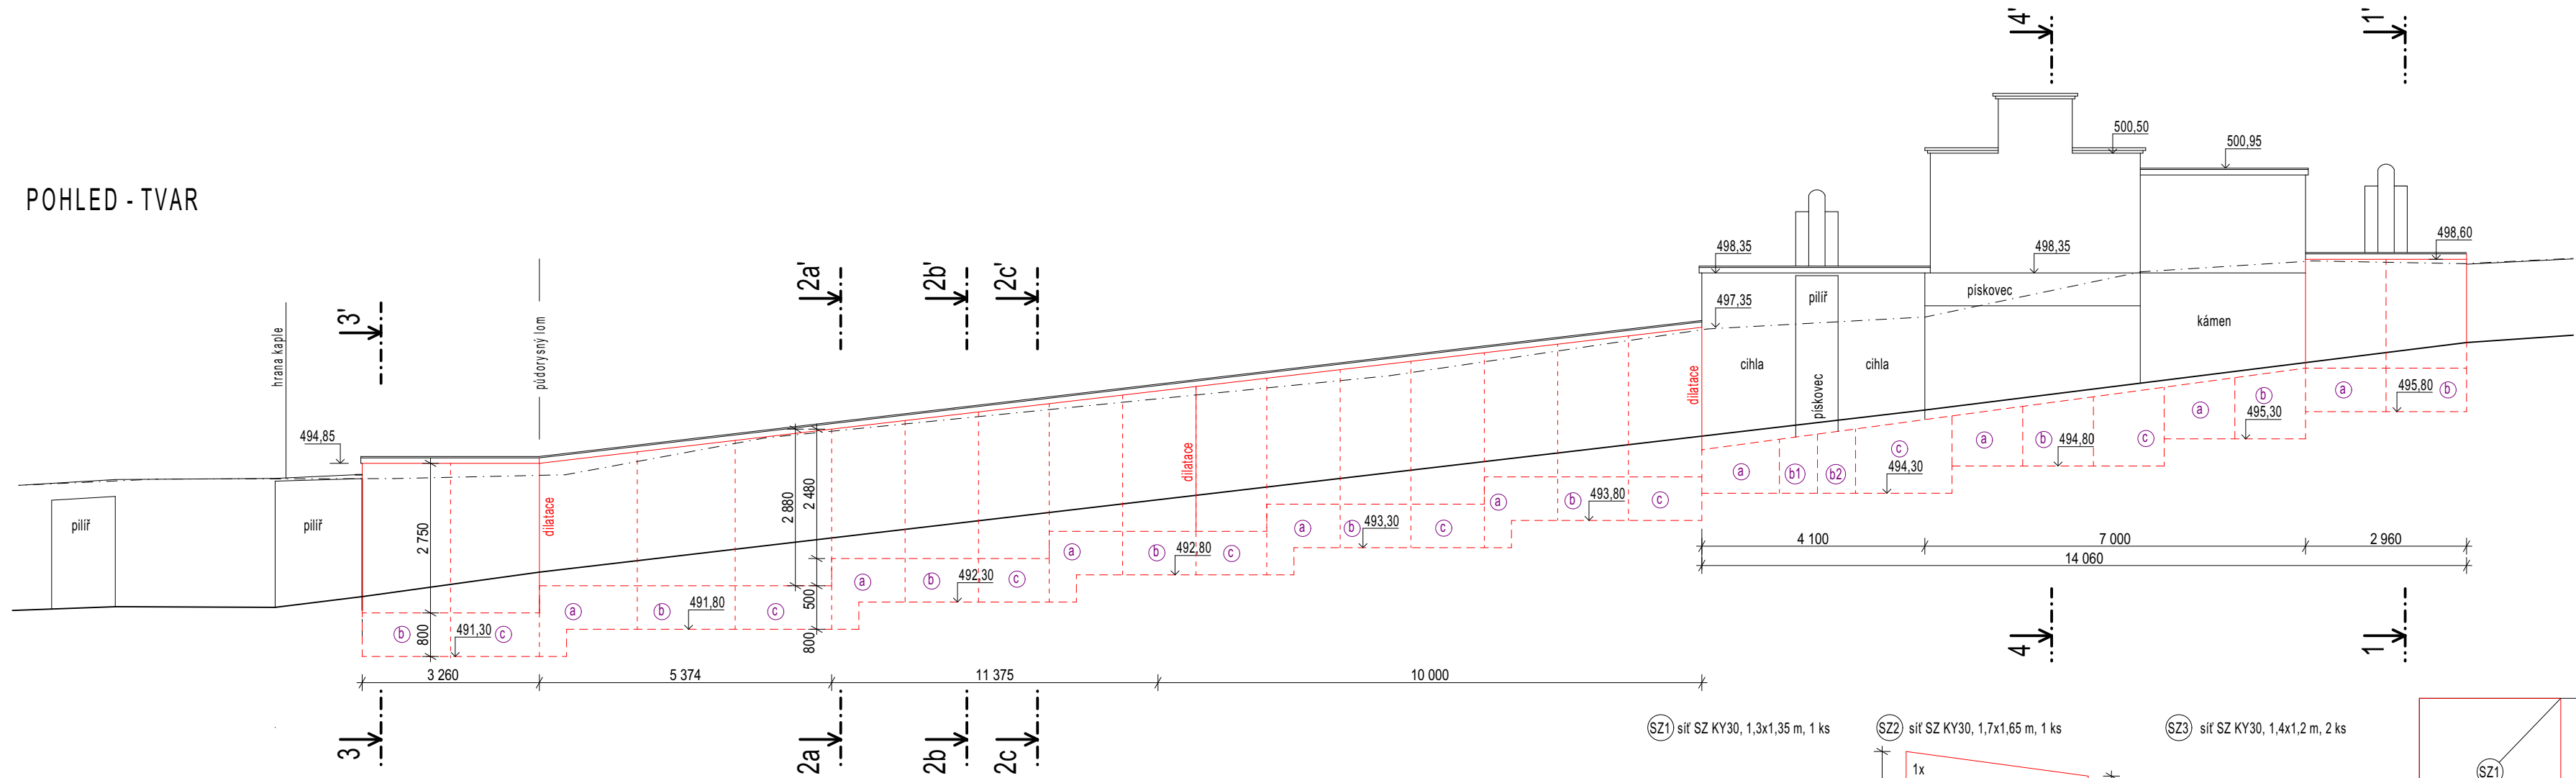 4'
1'
500,50
500,95
POHLED - TVAR
498,35
498,35
498,60
2a'
2b'
2c'
3'
hrana kaple
půdorysný lom
pískovec
pilíř
497,35
kámen
cihla
cihla
pískovec
dilatace
dilatace
dilatace
494,85
pilíř
pilíř
2 750
2 880
2 480
500
800
800
a
b
495,80
a
b
495,30
a
b
c
494,80
a
b1
b2
c
494,30
a
b
c
493,80
a
b
c
493,30
a
b
c
492,80
a
b
c
492,30
a
b
c
491,80
b
c
491,30
4 100
7 000
2 960
14 060
3 260
5 374
11 375
10 000
4
1
3
2a
2b
2c
SZ1 síť SZ KY30, 1,3x1,35 m, 1 ks
SZ2 síť SZ KY30, 1,7x1,65 m, 1 ks
SZ3 síť SZ KY30, 1,4x1,2 m, 2 ks
1x
SZ1